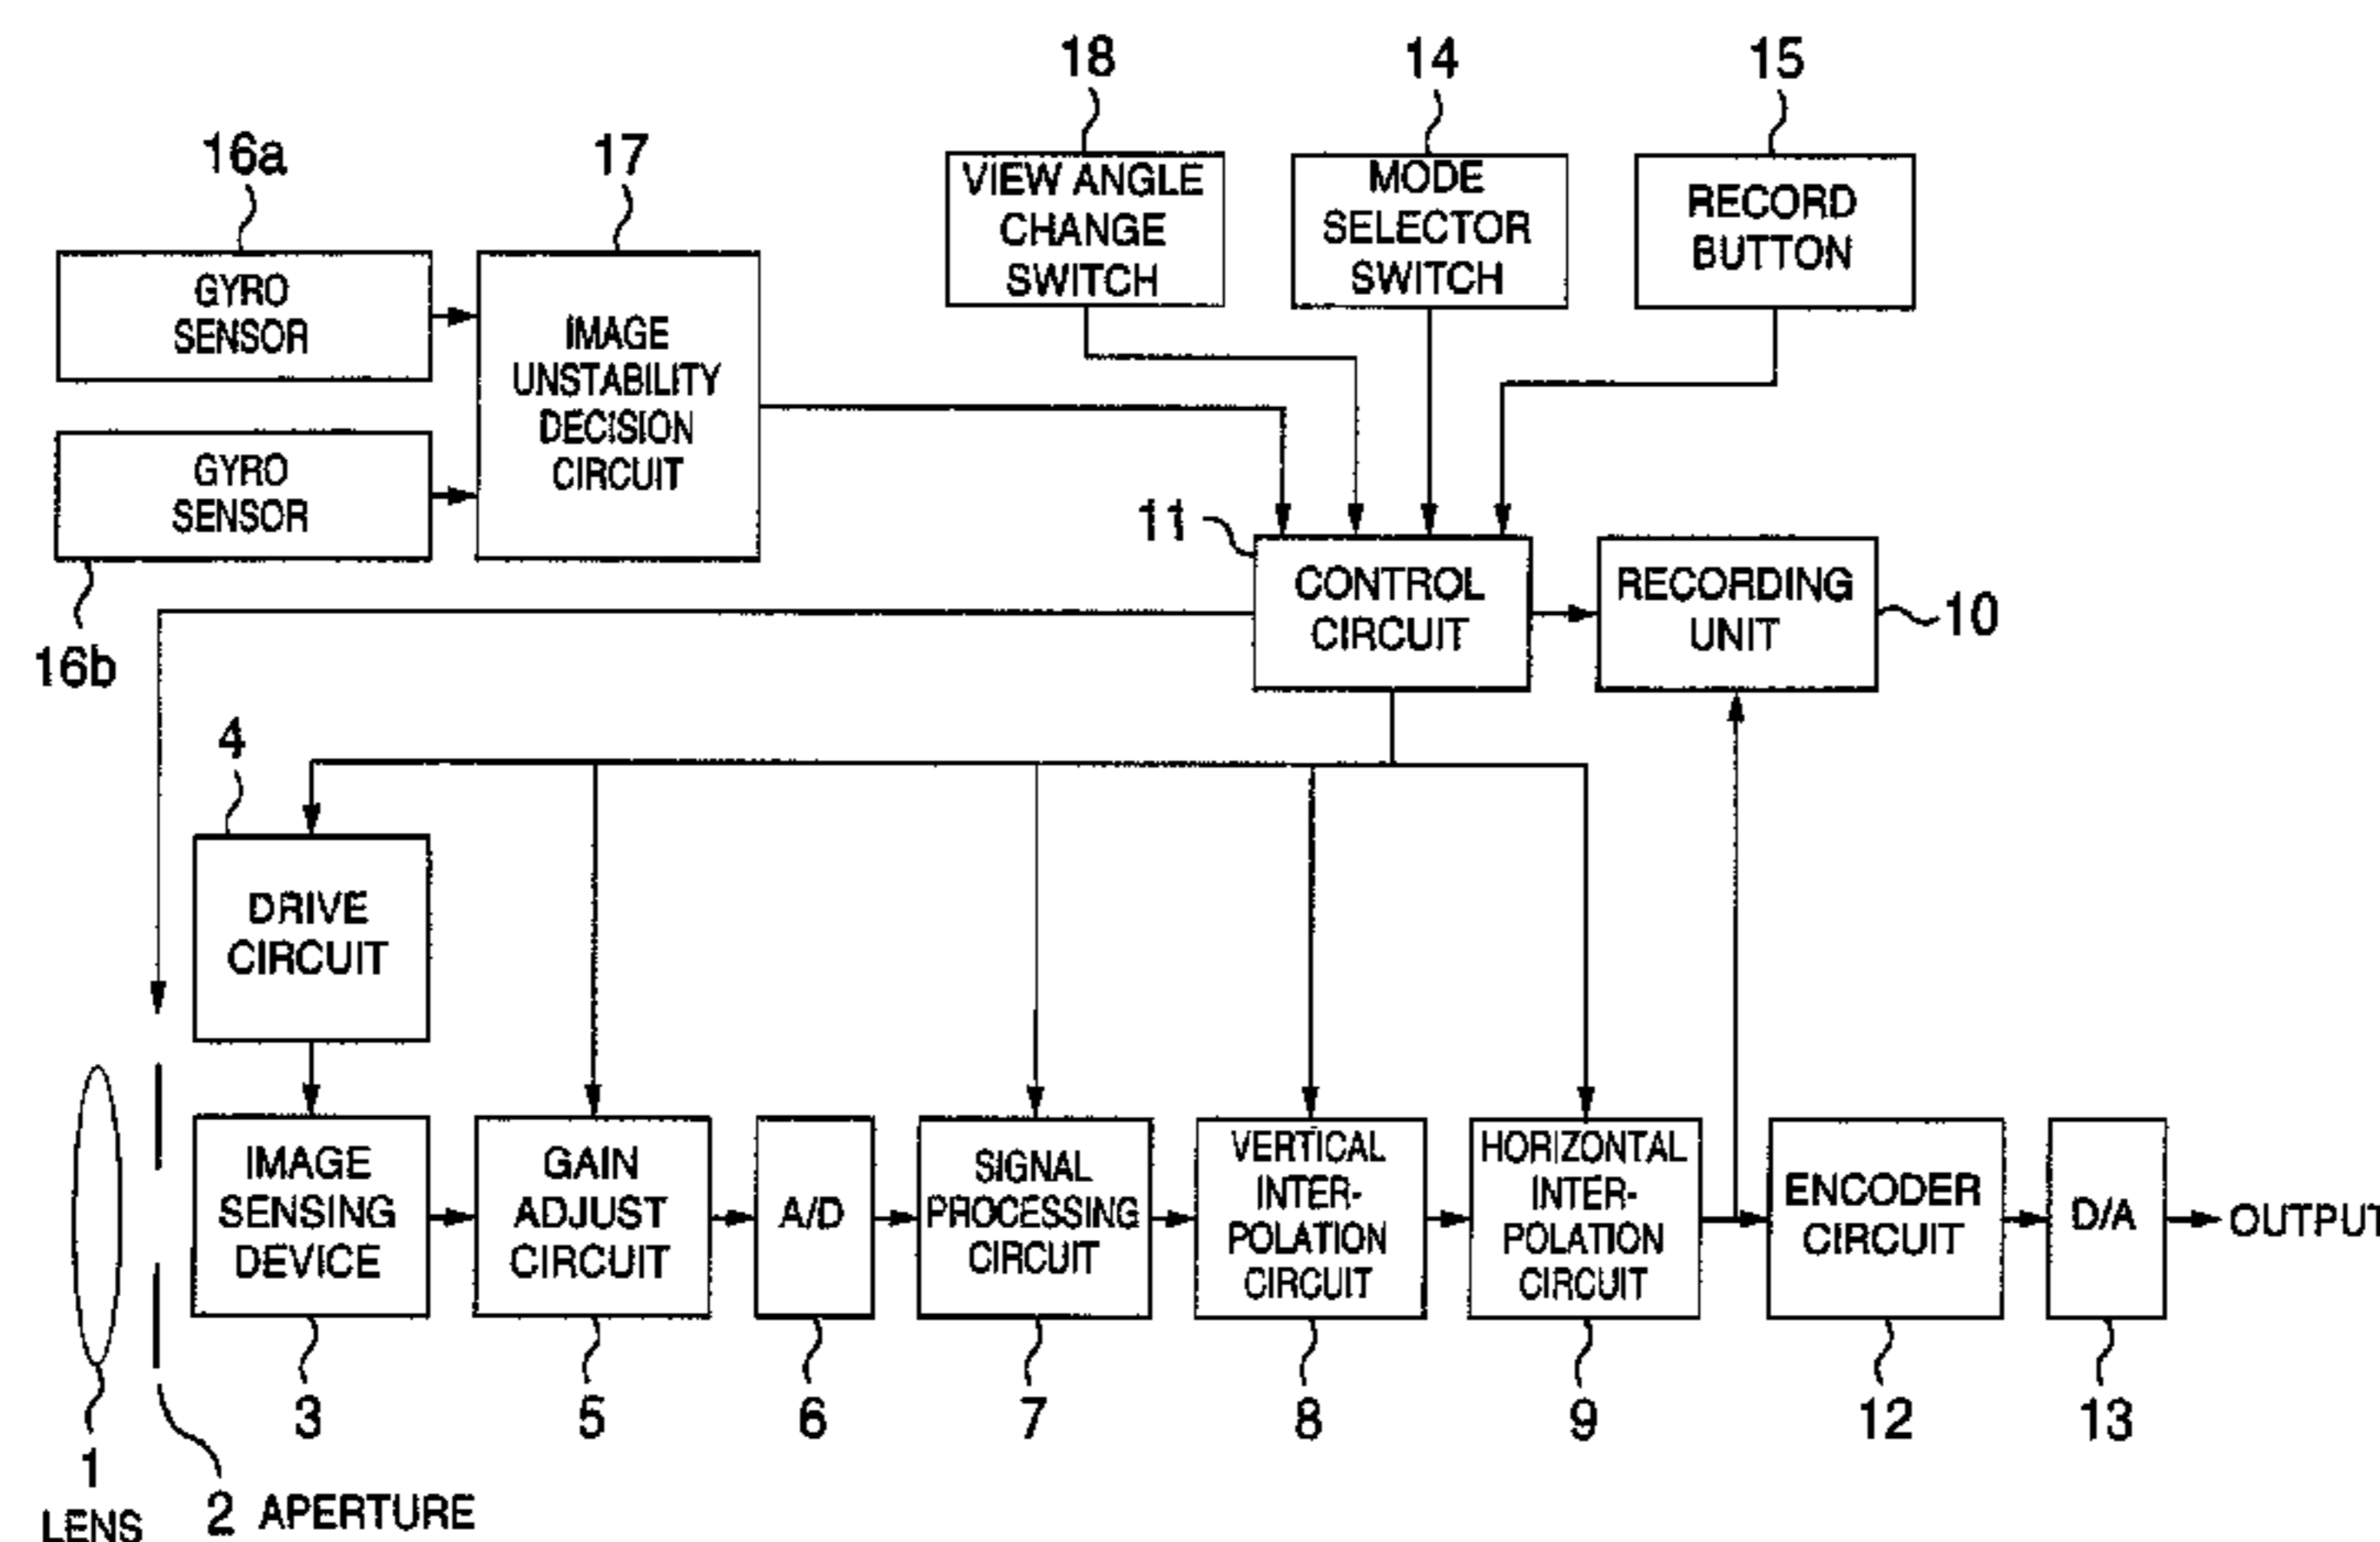 18
14
15
16a
17
VIEW ANGLE
CHANGE
SWITCH
MODE
SELECTOR
SWITCH
RECORD
BUTTON
GYRO
SENSOR
IMAGE
UNSTABILITY
DECISION
CIRCUIT
GYRO
SENSOR
16b
11
CONTROL
CIRCUIT
RECORDING
UNIT
10
4
DRIVE
CIRCUIT
IMAGE
SENSING
DEVICE
GAIN
ADJUST
CIRCUIT
A/D
SIGNAL
PROCESSING
CIRCUIT
VERTICAL
INTER-
POLATION
CIRCUIT
HORIZONTAL
INTER-
POLATION
CIRCUIT
ENCODER
CIRCUIT
D/A
OUTPUT
3
5
6
7
8
9
12
13
1
LENS
2 APERTURE